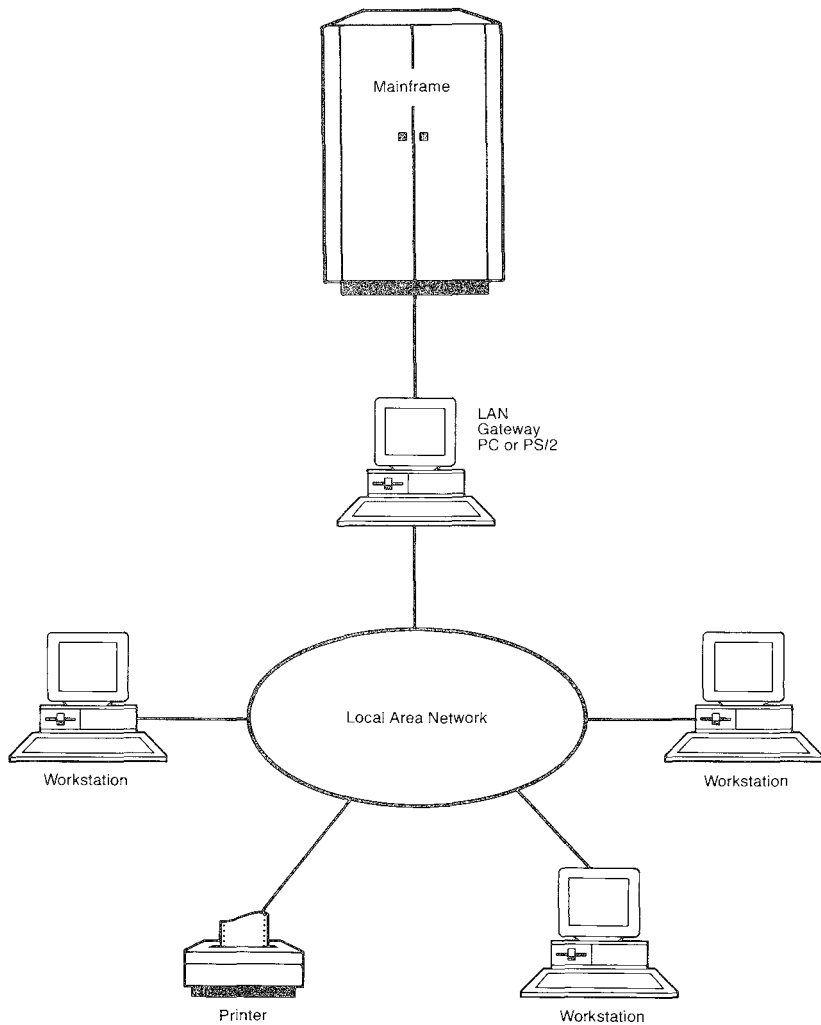 Mainframe
LAN
Gateway
PC or PS/2
Local Area Network
Workstation
Workstation
Printer
Workstation